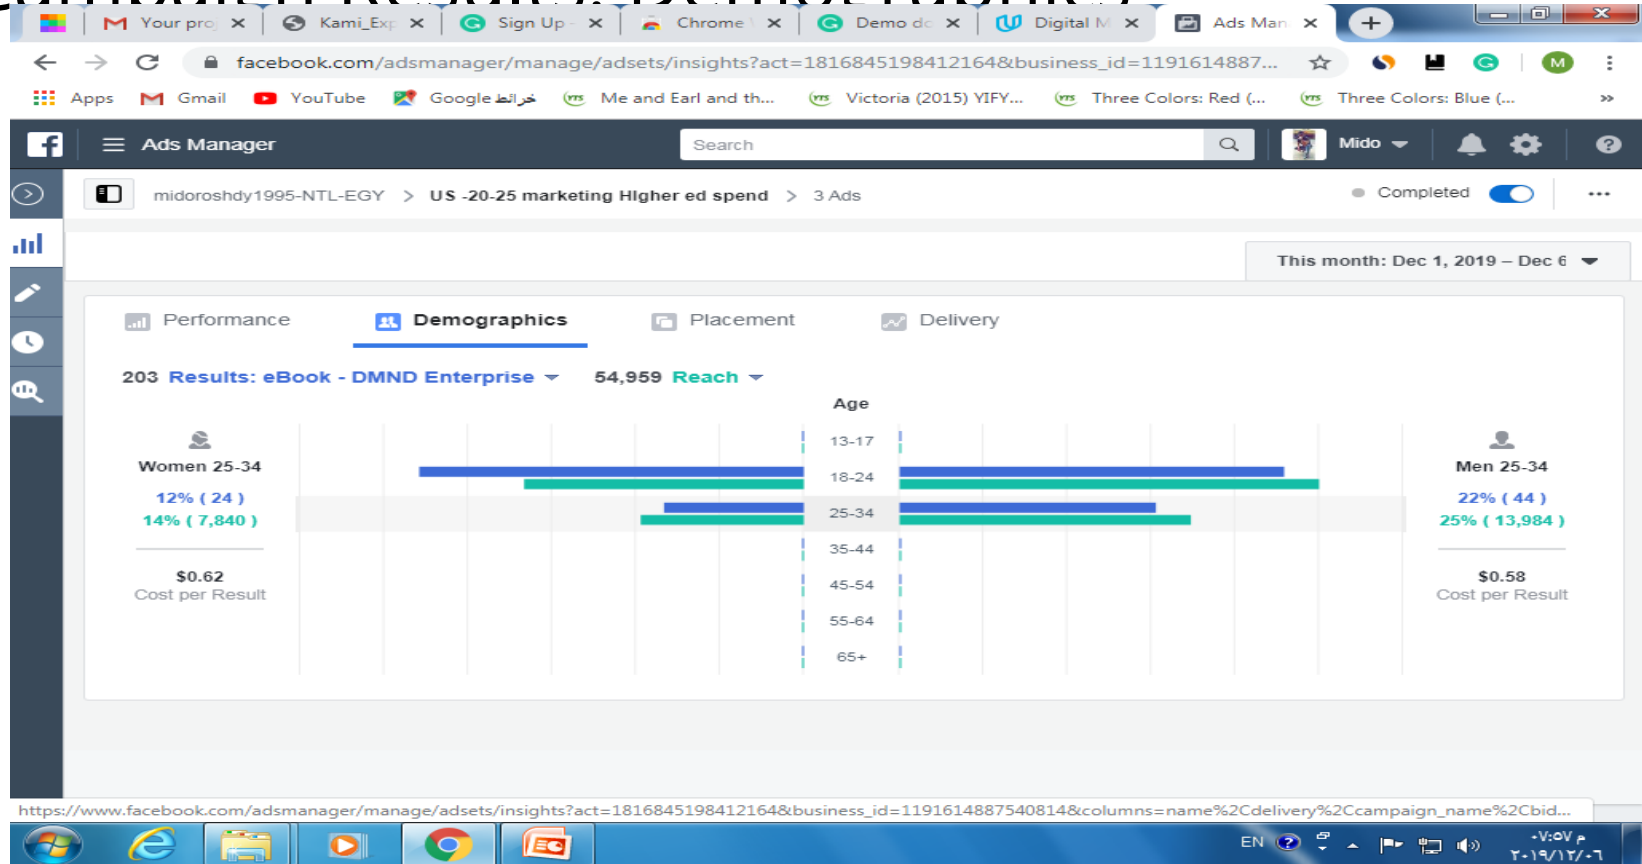 Campaign Results: Demographics
Your pro
Kami_Exp
Sign Up -
Chrome
Demo do
Digital M
Ads Man
facebook.com/adsmanager/manage/adsets/insights?act=1816845198412164&business_id=1191614887...
M
Apps
Gmail
YouTube
خرائط Google
Me and Earl and th...
Victoria (2015) YIFY...
Three Colors: Red (...
Three Colors: Blue (...
»
Ads Manager
Search
Mido
midoroshdy1995-NTL-EGY > US -20-25 marketing HIgher ed spend > 3 Ads
Completed
This month: Dec 1, 2019 – Dec 6
Performance
Demographics
Placement
Delivery
203 Results: eBook - DMND Enterprise
54,959 Reach
Age
13-17
18-24
25-34
35-44
45-54
55-64
65+
Women 25-34
12% ( 24 )
14% ( 7,840 )
$0.62
Cost per Result
Men 25-34
22% ( 44 )
25% ( 13,984 )
$0.58
Cost per Result
https://www.facebook.com/adsmanager/manage/adsets/insights?act=1816845198412164&business_id=1191614887540814&columns=name%2Cdelivery%2Ccampaign_name%2Cbid...
EN
٠٧:٥٧ م
٢٠١٩/١٢/٠٦